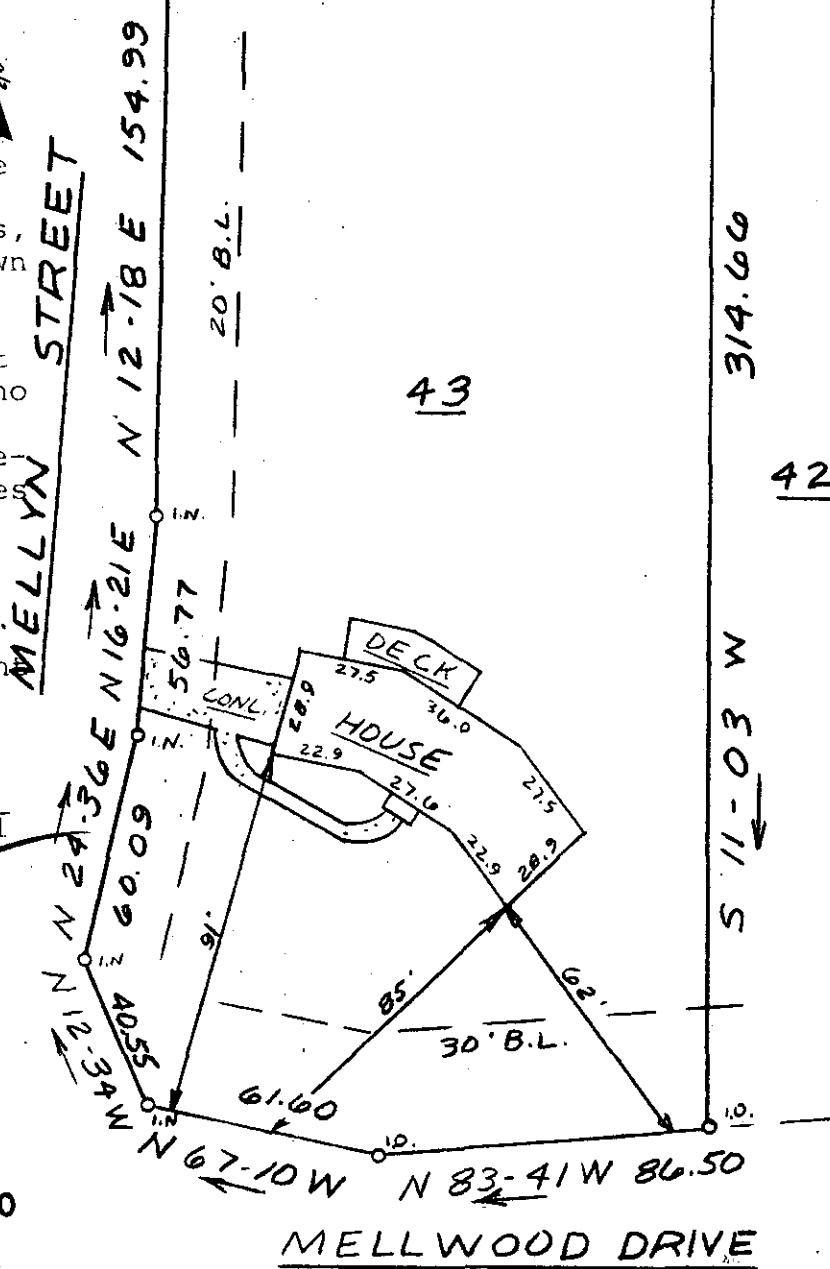 MELLYN STREET
N 12-18 E 154.99
20' B.L.
43
42
314.66
S 11-03 W
I.N.
N 16-21 E
56.77
DECK
27.5
36.0
CONC.
28.9
HOUSE
22.9
27.6
27.5
22.9
28.9
I.N.
N 24-36 E
60.09
91'
85'
62'
30' B.L.
I.N
N 12-34 W
40.55
I.N
61.60
I.O.
I.O.
N 67-10 W
N 83-41 W 86.50
MELLWOOD DRIVE